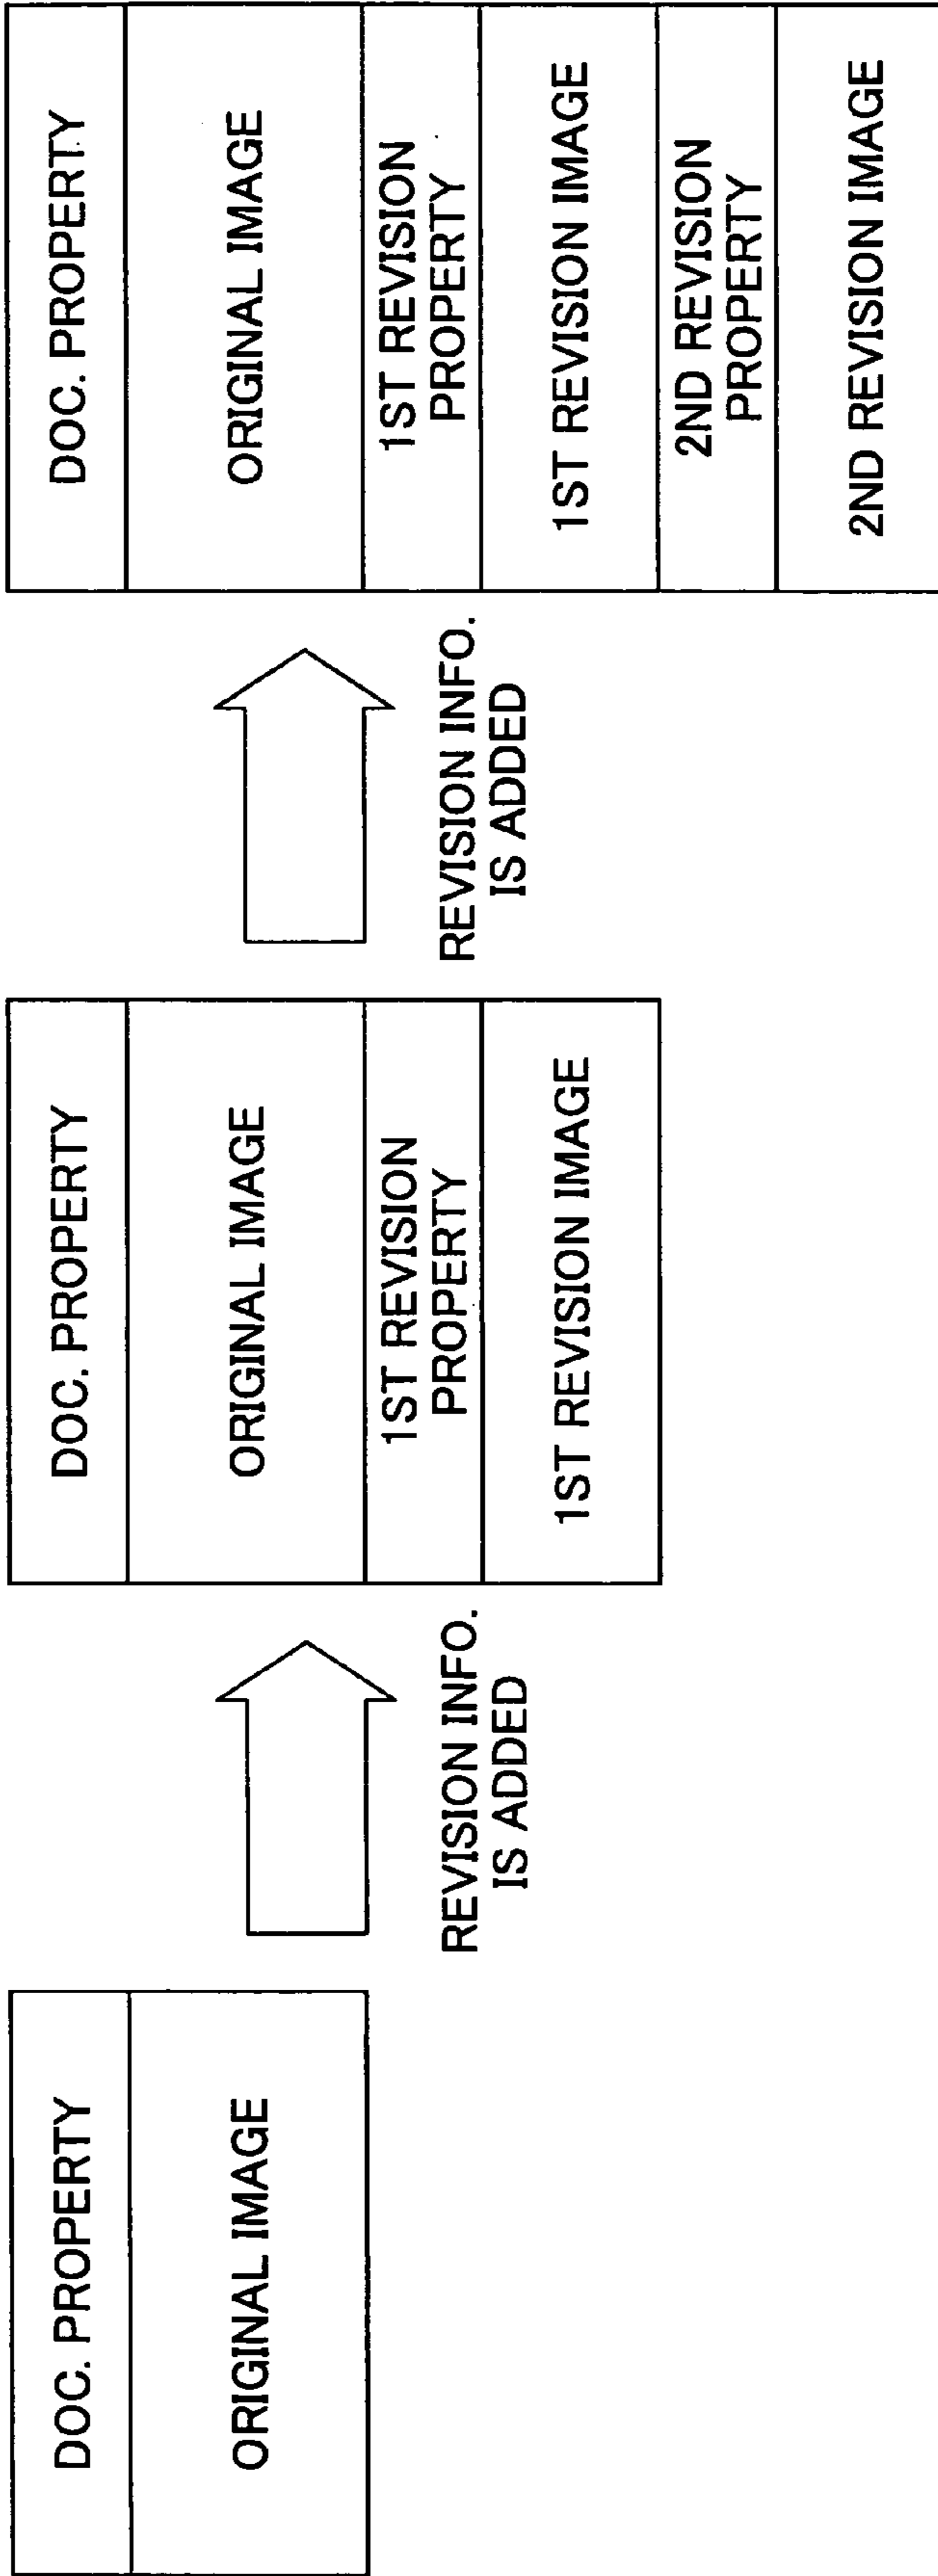 DOC. PROPERTY
ORIGINAL IMAGE
REVISION INFO.
IS ADDED
DOC. PROPERTY
ORIGINAL IMAGE
1ST REVISION
PROPERTY
1ST REVISION IMAGE
REVISION INFO.
IS ADDED
DOC. PROPERTY
ORIGINAL IMAGE
1ST REVISION
PROPERTY
1ST REVISION IMAGE
2ND REVISION
PROPERTY
2ND REVISION IMAGE